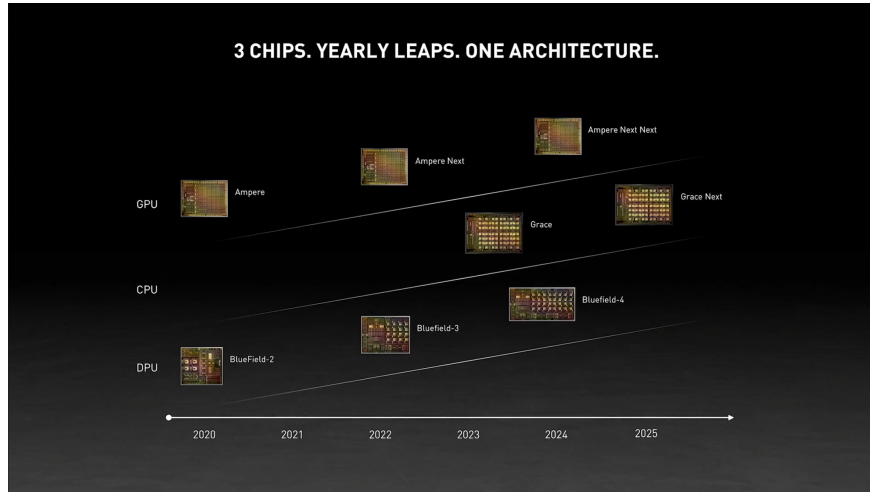 3 CHIPS. YEARLY LEAPS. ONE ARCHITECTURE.
Ampere Next Next
Ampere Next
GPU
Ampere
Grace Next
Grace
CPU
Bluefield-4
Bluefield-3
DPU
BlueField-2
2020 2021 2022 2023 2024 2025